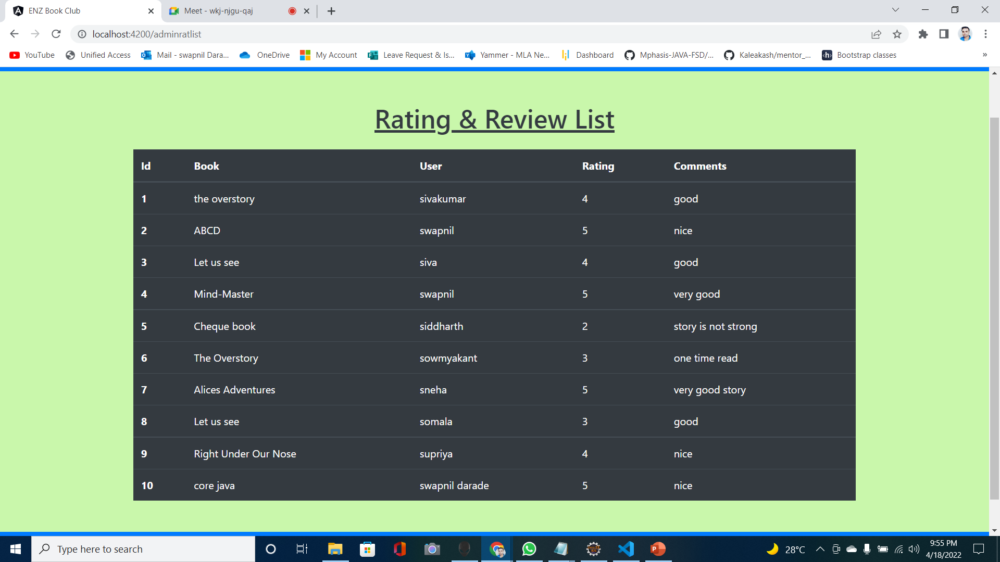 ENZ Book Club
Meet - wkj-njgu-qaj
localhost:4200/adminratlist
YouTube Unified Access Mail - swapnil Dara... OneDrive My Account Leave Request & Is... Yammer - MLA Ne... Dashboard Mphasis-JAVA-FSD/... Kaleakash/mentor_... Bootstrap classes »
Rating & Review List
Id Book User Rating Comments
1 the overstory sivakumar 4 good
2 ABCD swapnil 5 nice
3 Let us see siva 4 good
4 Mind-Master swapnil 5 very good
5 Cheque book siddharth 2 story is not strong
6 The Overstory sowmyakant 3 one time read
7 Alices Adventures sneha 5 very good story
8 Let us see somala 3 good
9 Right Under Our Nose supriya 4 nice
10 core java swapnil darade 5 nice
Type here to search
28°C
9:55 PM
4/18/2022